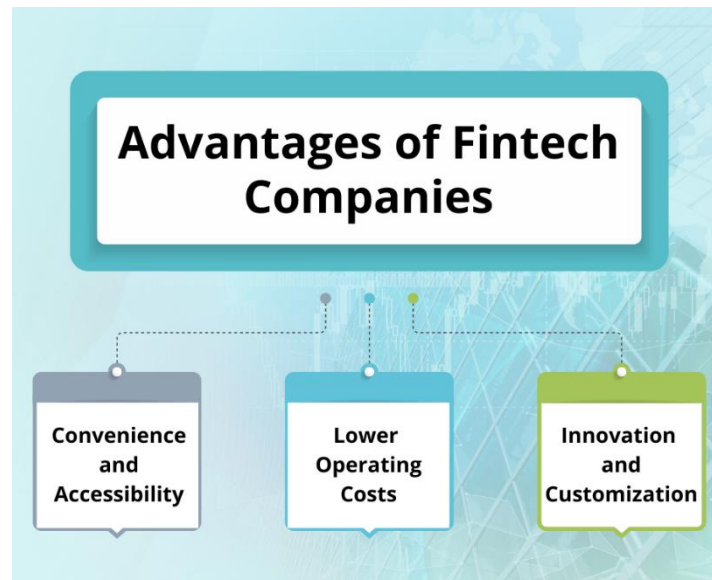 Advantages of Fintech
Companies
Convenience
and
Accessibility
Lower
Operating
Costs
Innovation
and
Customization